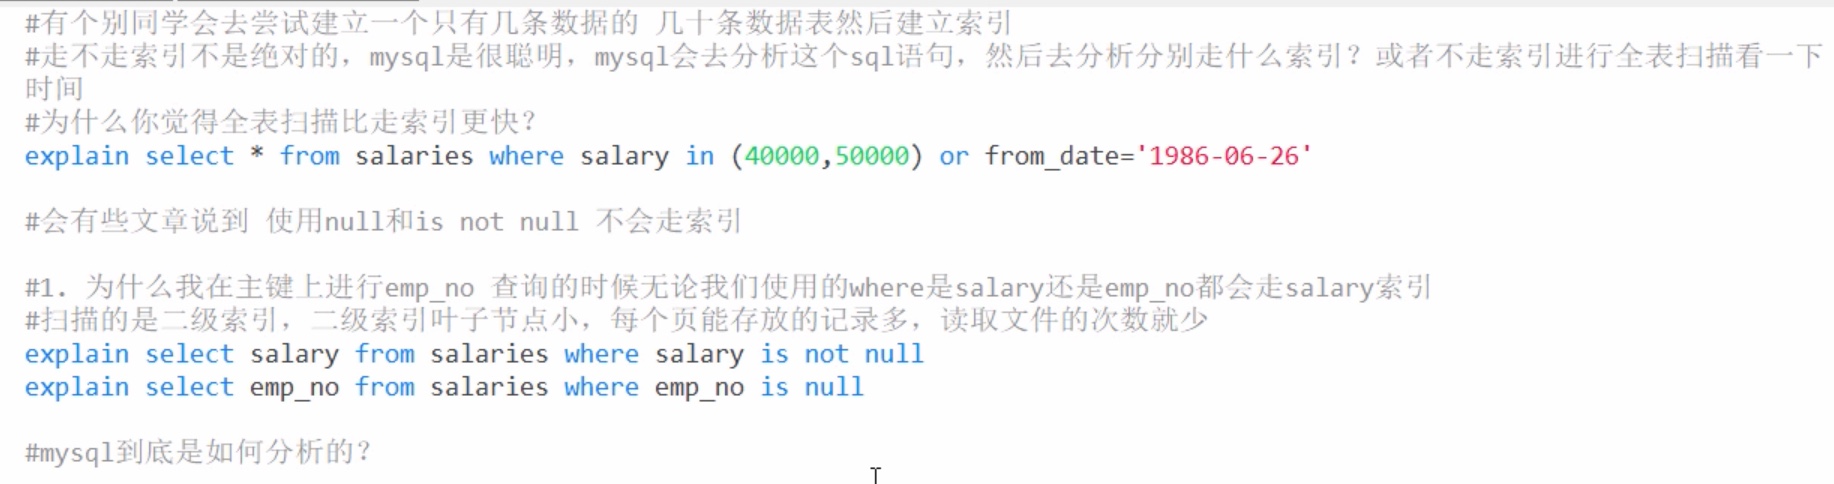 #有个别同学会去尝试建立一个只有几条数据的 几十条数据表然后建立索引
#走不走索引不是绝对的，mysql是很聪明，mysql会去分析这个sql语句，然后去分析分别走什么索引？或者不走索引进行全表扫描看一下
时间
#为什么你觉得全表扫描比走索引更快？
explain select * from salaries where salary in (40000,50000) or from_date='1986-06-26'
#会有些文章说到 使用null和is not null 不会走索引
#1. 为什么我在主键上进行emp_no 查询的时候无论我们使用的where是salary还是emp_no都会走salary索引
#扫描的是二级索引，二级索引叶子节点小，每个页能存放的记录多，读取文件的次数就少
explain select salary from salaries where salary is not null
explain select emp_no from salaries where emp_no is null
#mysql到底是如何分析的？